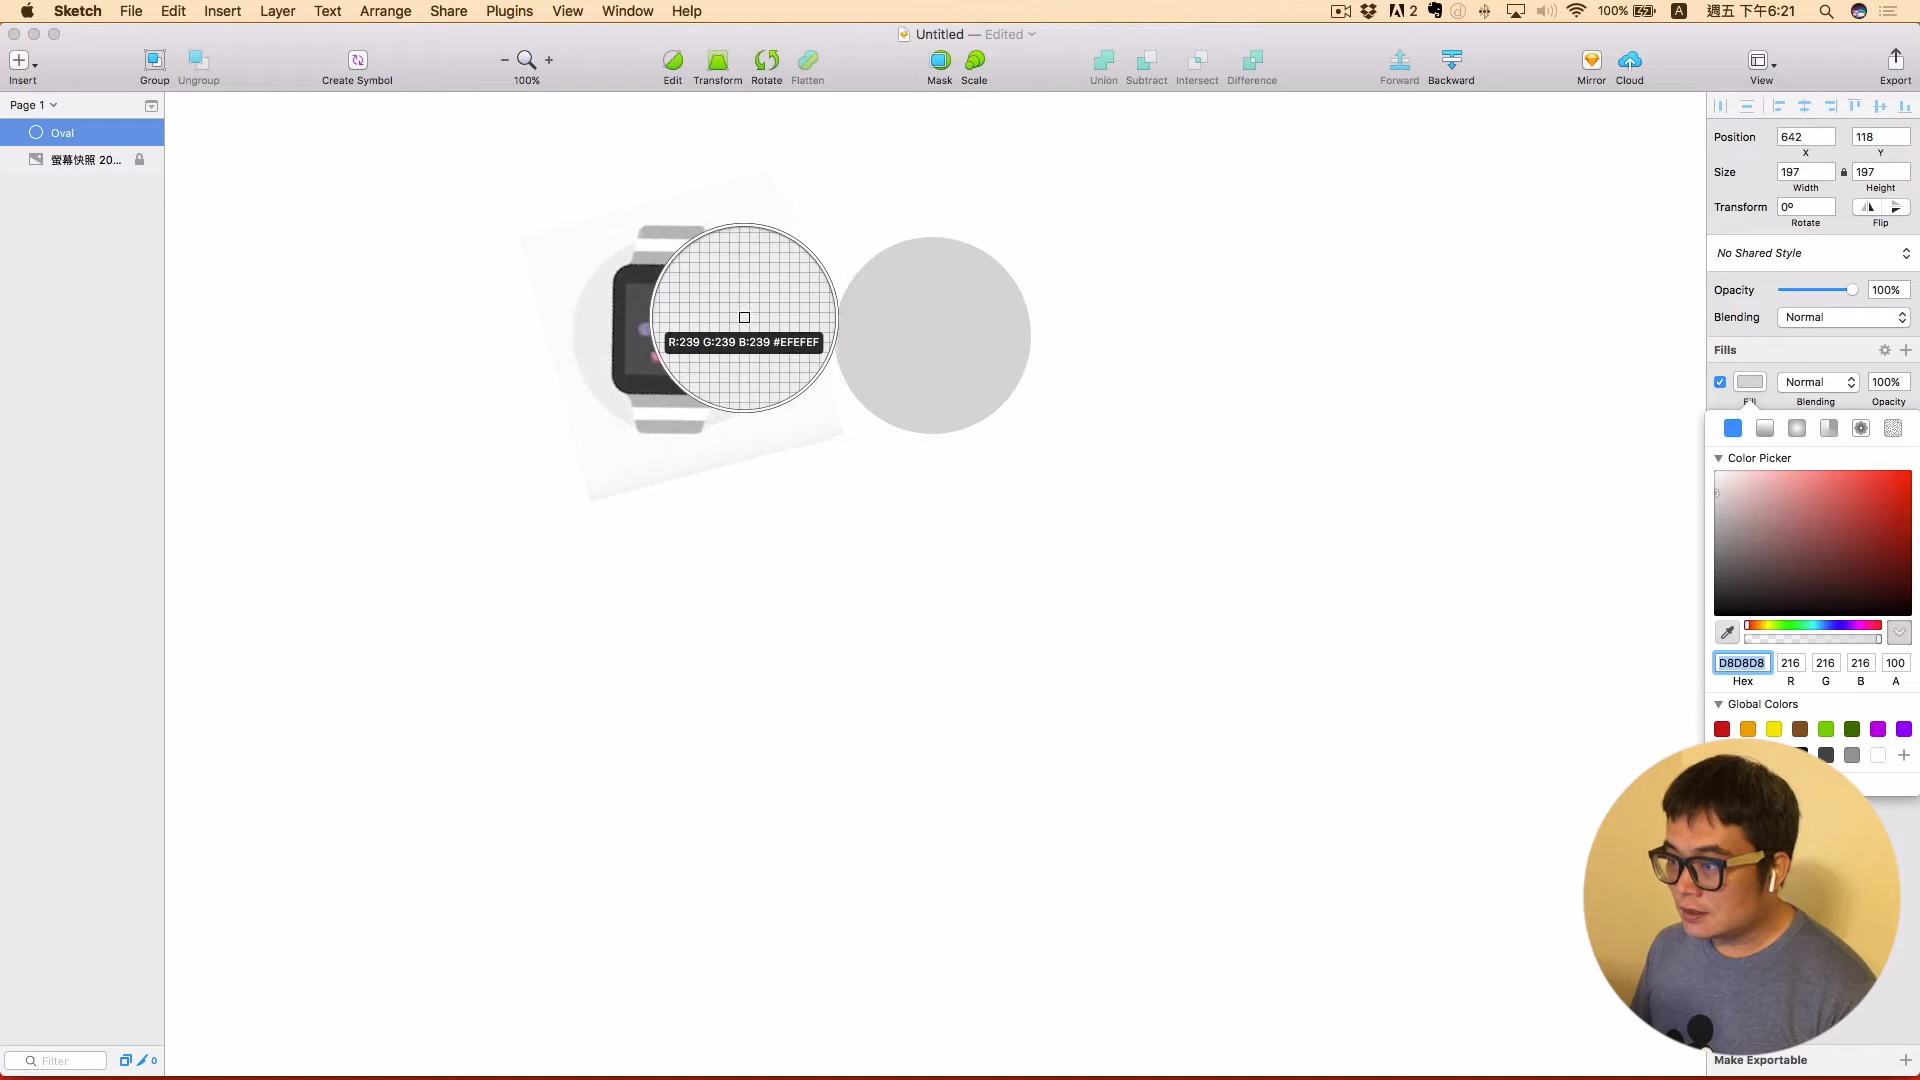 Sketch File Edit Insert Layer Text Arrange Share Plugins View Window Help 2 100% A 週五 下午6:21
Untitled — Edited
Insert Group Ungroup Create Symbol 100% Edit Transform Rotate Flatten Mask Scale Union Subtract Intersect Difference Forward Backward Mirror Cloud View Export
Page 1
Oval
螢幕快照 20...
Position 642 118
X Y
Size 197 197
Width Height
Transform 0º
Rotate Flip
No Shared Style
Opacity 100%
Blending Normal
Fills
Normal 100%
Fill Blending Opacity
Color Picker
R:239 G:239 B:239 #EFEFEF
D8D8D8 216 216 216 100
Hex R G B A
Global Colors
Filter 0
Make Exportable